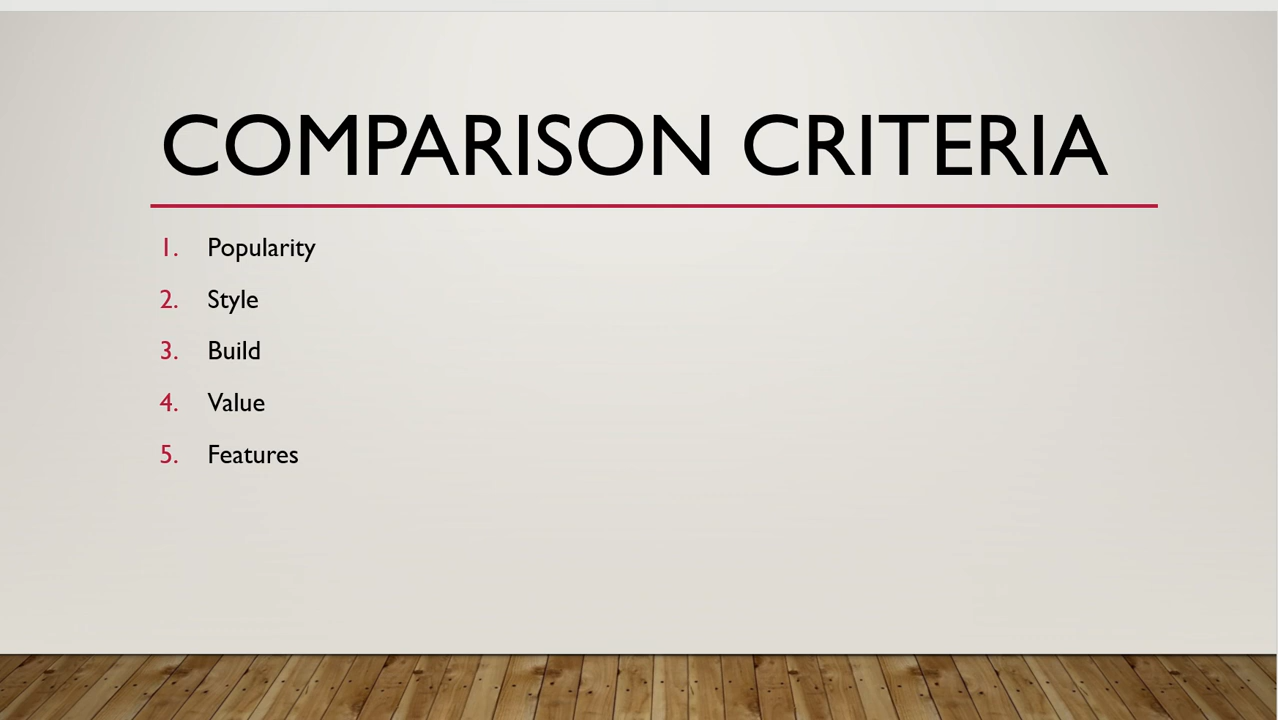 COMPARISON CRITERIA
1. Popularity
2. Style
3. Build
4. Value
5. Features